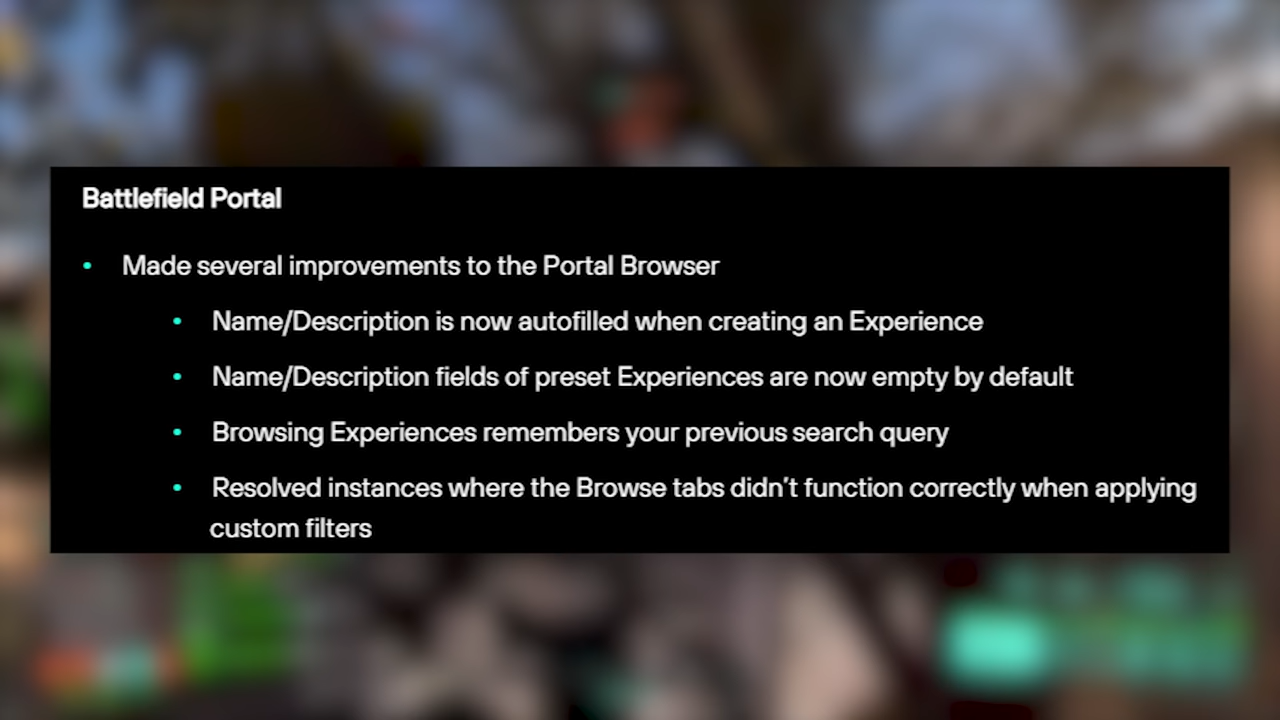 Battlefield Portal
• Made several improvements to the Portal Browser
• Name/Description is now autofilled when creating an Experience
• Name/Description fields of preset Experiences are now empty by default
• Browsing Experiences remembers your previous search query
• Resolved instances where the Browse tabs didn't function correctly when applying
custom filters